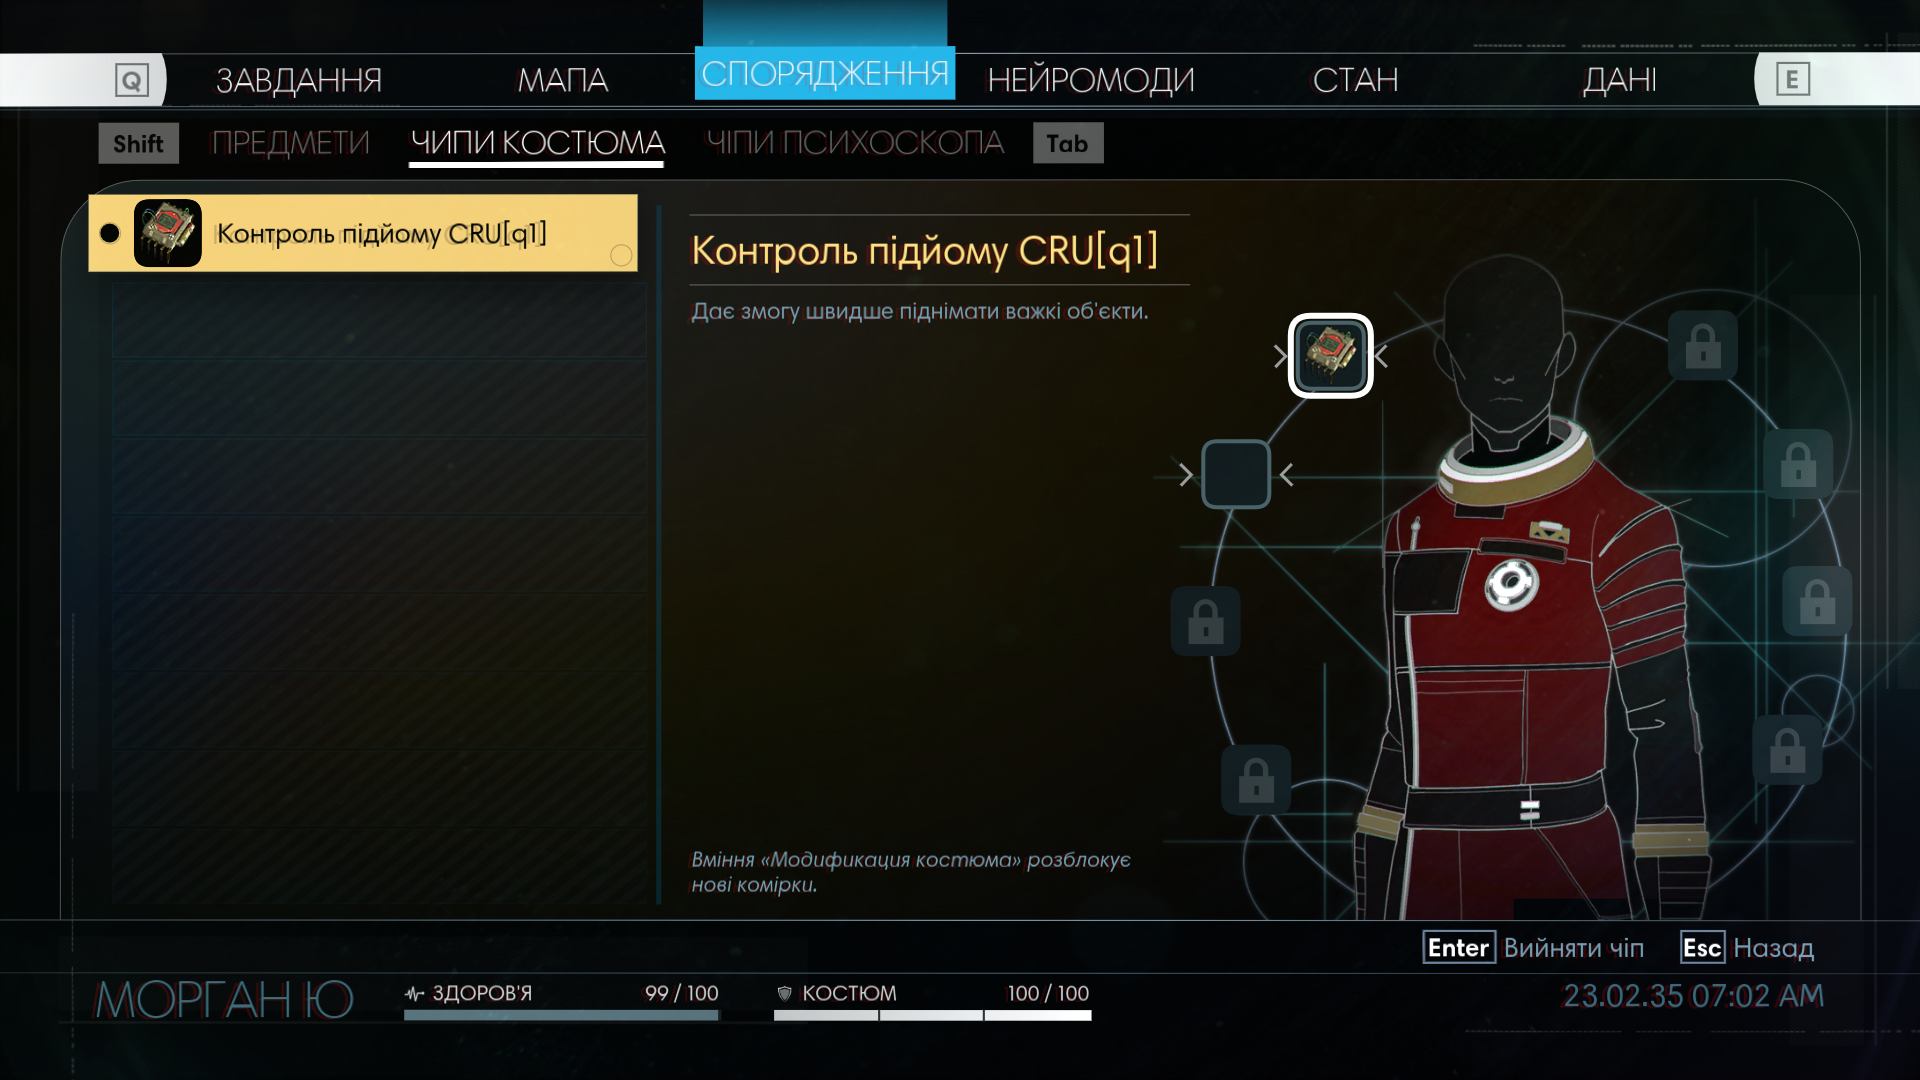 Q ЗАВДАННЯ МАПА СПОРЯДЖЕННЯ НЕЙРОМОДИ СТАН ДАНІ E
Shift ПРЕДМЕТИ ЧИПИ КОСТЮМА ЧІПИ ПСИХОСКОПА Tab
Контроль підйому CRU[q1]
Контроль підйому CRU[q1]
Дає змогу швидше піднімати важкі об'єкти.
Вміння «Модификация костюма» розблокує
нові комірки.
Enter Вийняти чіп Esc Назад
МОРГАН Ю ЗДОРОВ'Я 99 / 100 КОСТЮМ 100 / 100 23.02.35 07:02 AM